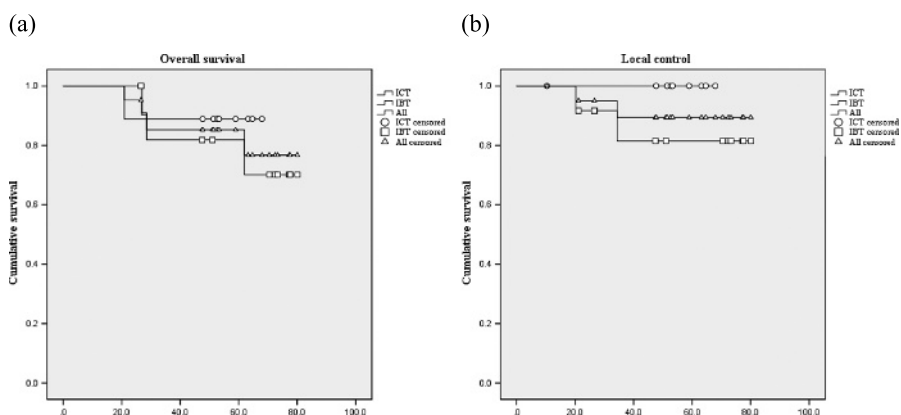 (a)
Overall survival
Cumulative survival
1.0
0.8
0.6
0.4
0.2
0.0
.0 20.0 40.0 60.0 80.0 100.0
ICT
IBT
All
ICT censored
IBT censored
All censored
(b)
Local control
Cumulative survival
1.0
0.8
0.6
0.4
0.2
0.0
.0 20.0 40.0 60.0 80.0 100.0
ICT
IBT
All
ICT censored
IBT censored
All censored